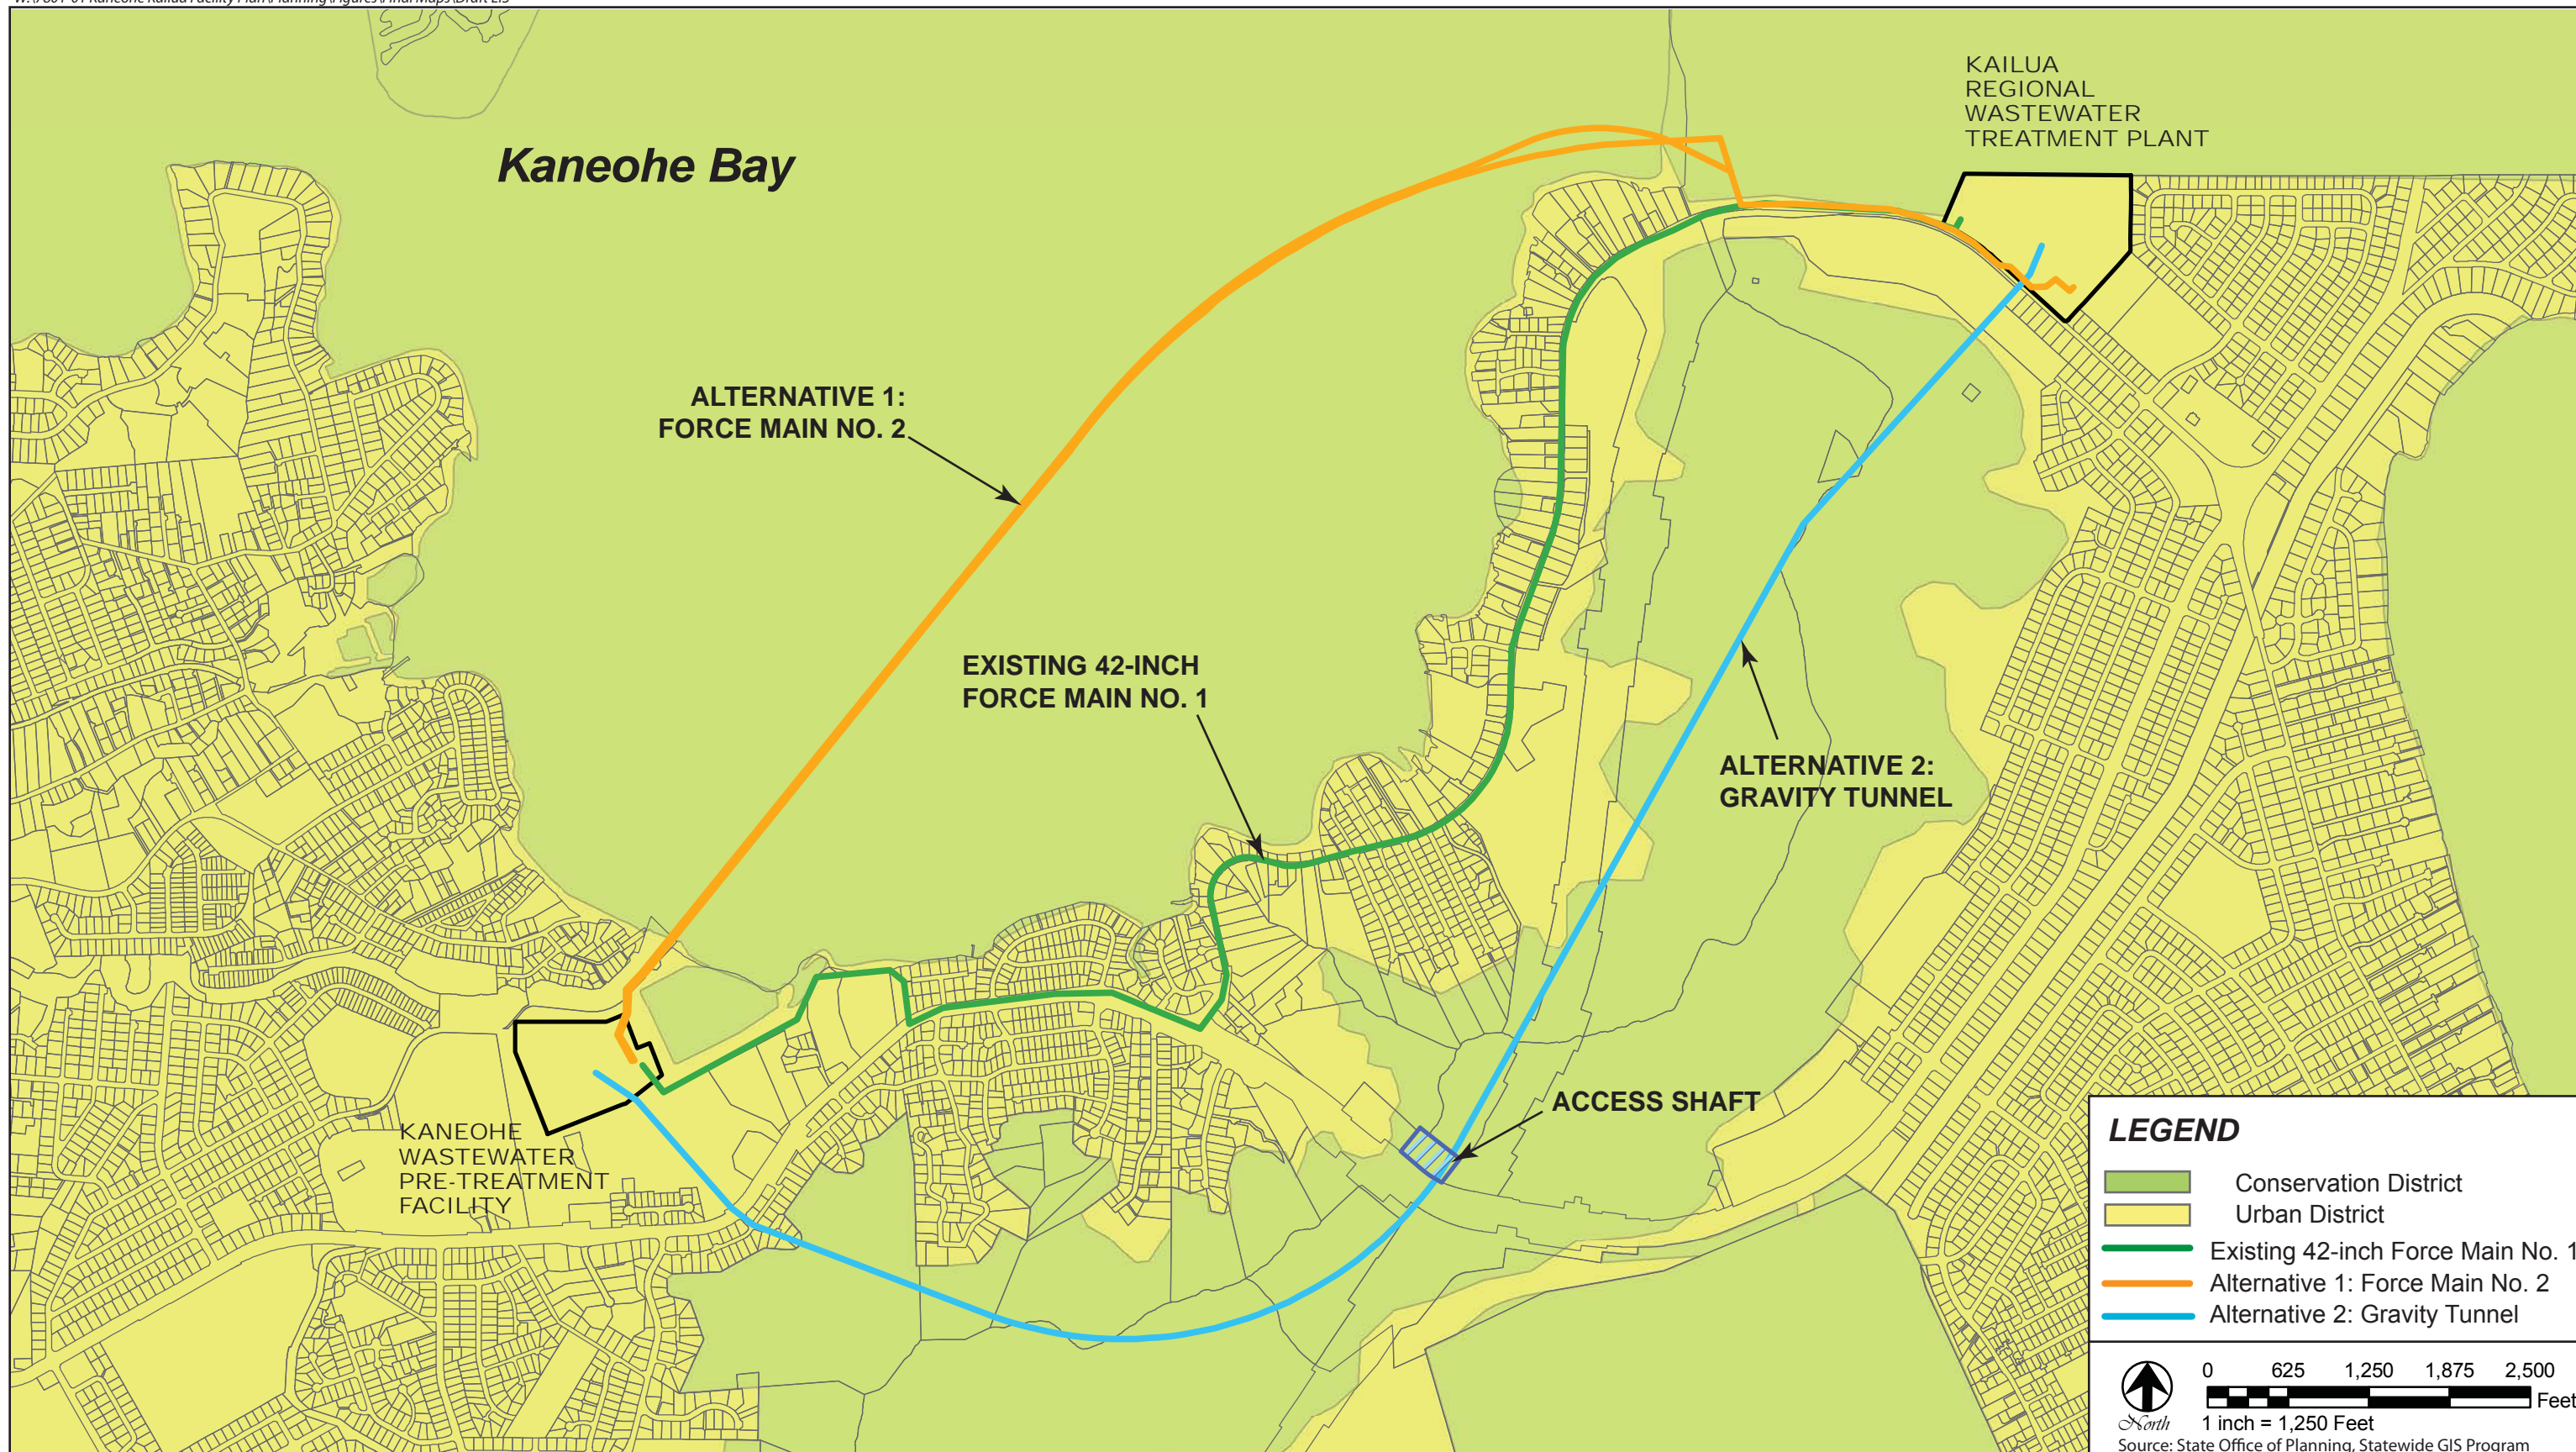 Kaneohe Bay
KAILUA
REGIONAL
WASTEWATER
TREATMENT PLANT
ALTERNATIVE 1:
FORCE MAIN NO. 2
EXISTING 42-INCH
FORCE MAIN NO. 1
ALTERNATIVE 2:
GRAVITY TUNNEL
ACCESS SHAFT
KANEOHE
WASTEWATER
PRE-TREATMENT
FACILITY
LEGEND
Conservation District
Urban District
Existing 42-inch Force Main No. 1
Alternative 1: Force Main No. 2
Alternative 2: Gravity Tunnel
0 625 1,250 1,875 2,500
Feet
North
1 inch = 1,250 Feet
Source: State Office of Planning, Statewide GIS Program